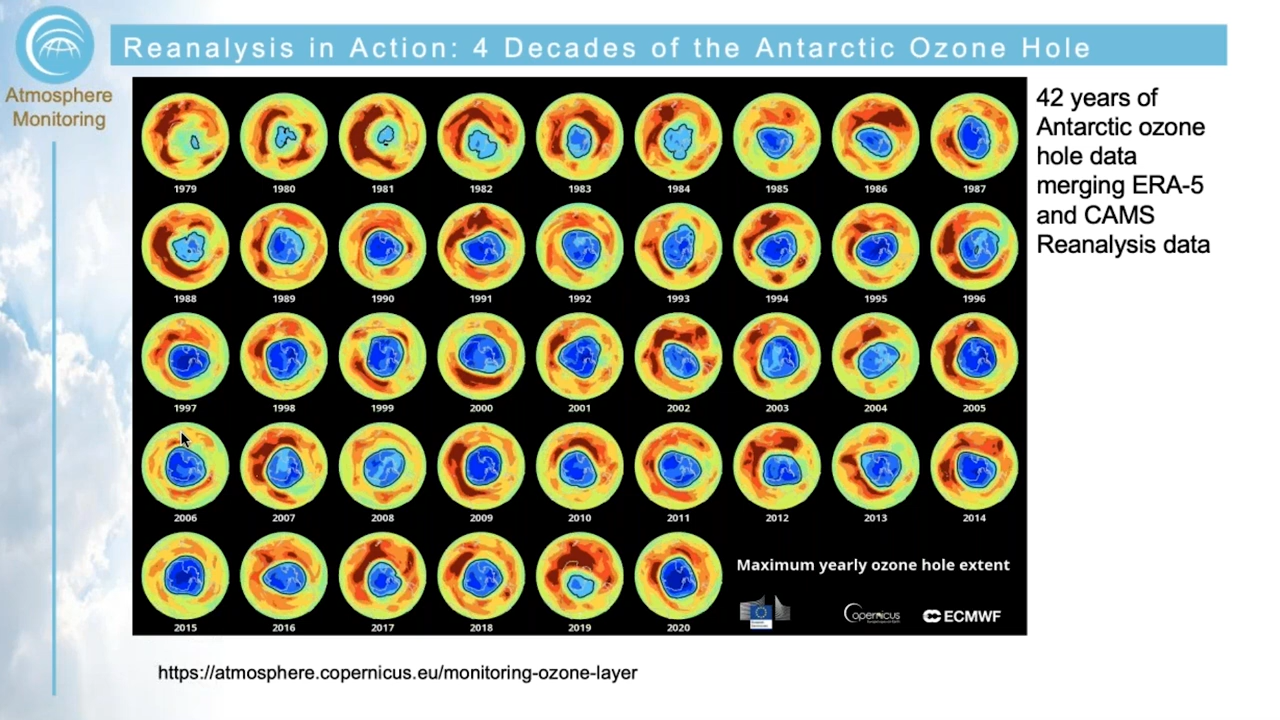 Reanalysis in Action: 4 Decades of the Antarctic Ozone Hole
Atmosphere
Monitoring
42 years of
Antarctic ozone
hole data
merging ERA-5
and CAMS
Reanalysis data
1979 1980 1981 1982 1983 1984 1985 1986 1987
1988 1989 1990 1991 1992 1993 1994 1995 1996
1997 1998 1999 2000 2001 2002 2003 2004 2005
2006 2007 2008 2009 2010 2011 2012 2013 2014
Maximum yearly ozone hole extent
opernicus
ECMWF
2015 2016 2017 2018 2019 2020
https://atmosphere.copernicus.eu/monitoring-ozone-layer